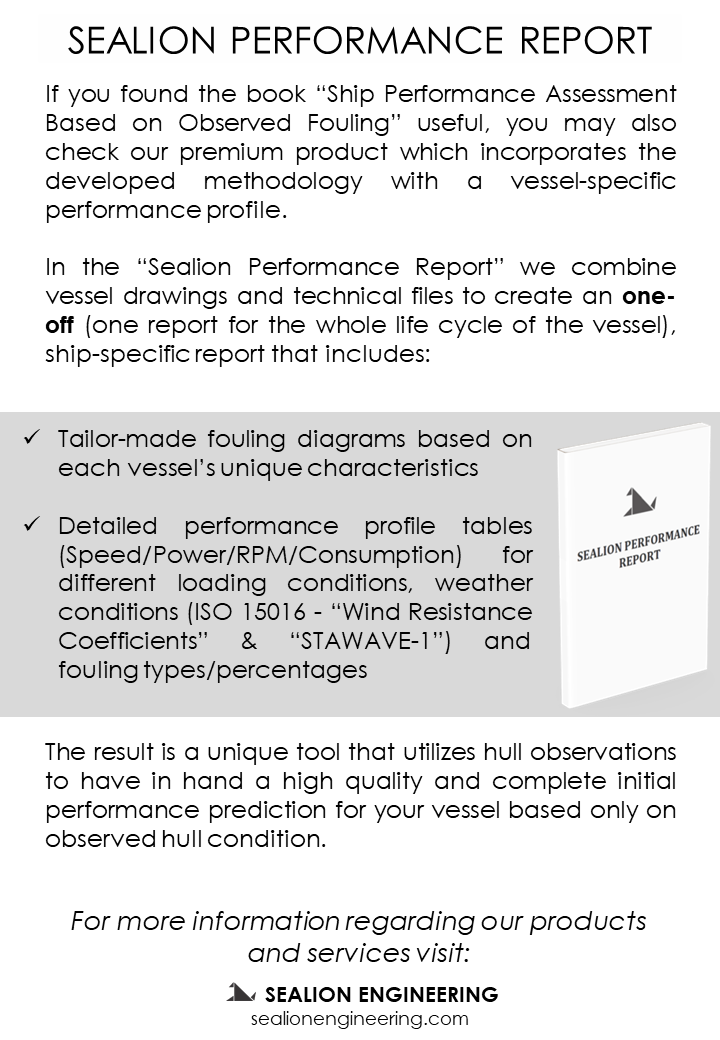 SEALION PERFORMANCE REPORT
If you found the book “Ship Performance Assessment
Based on Observed Fouling” useful, you may also
check our premium product which incorporates the
developed methodology with a vessel-specific
performance profile.
In the “Sealion Performance Report” we combine
vessel drawings and technical files to create an one-
off (one report for the whole life cycle of the vessel),
ship-specific report that includes:
✓ Tailor-made fouling diagrams based on
each vessel’s unique characteristics
✓ Detailed performance profile tables
(Speed/Power/RPM/Consumption) for
different loading conditions, weather
conditions (ISO 15016 - “Wind Resistance
Coefficients” & “STAWAVE-1”) and
fouling types/percentages
SEALION PERFORMANCE
REPORT
The result is a unique tool that utilizes hull observations
to have in hand a high quality and complete initial
performance prediction for your vessel based only on
observed hull condition.
For more information regarding our products
and services visit:
SEALION ENGINEERING
sealionengineering.com